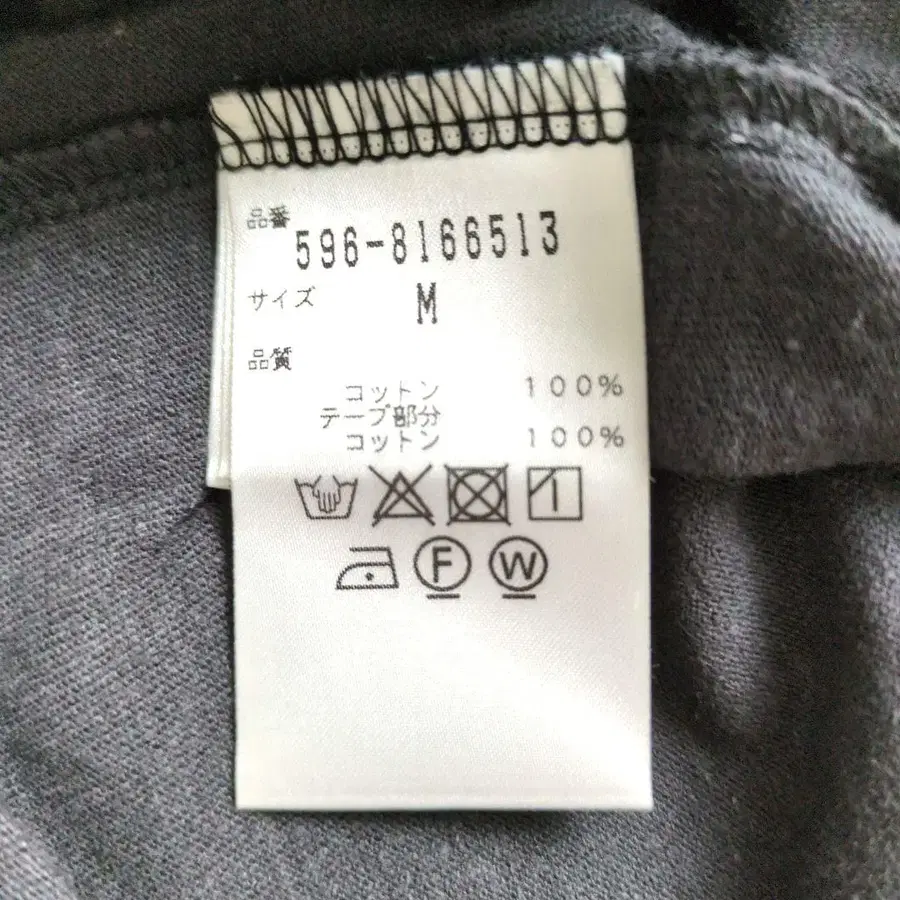 品番
596-8166513
サイズ M
品質
コットン 100%
テープ部分
コットン 100%
F W